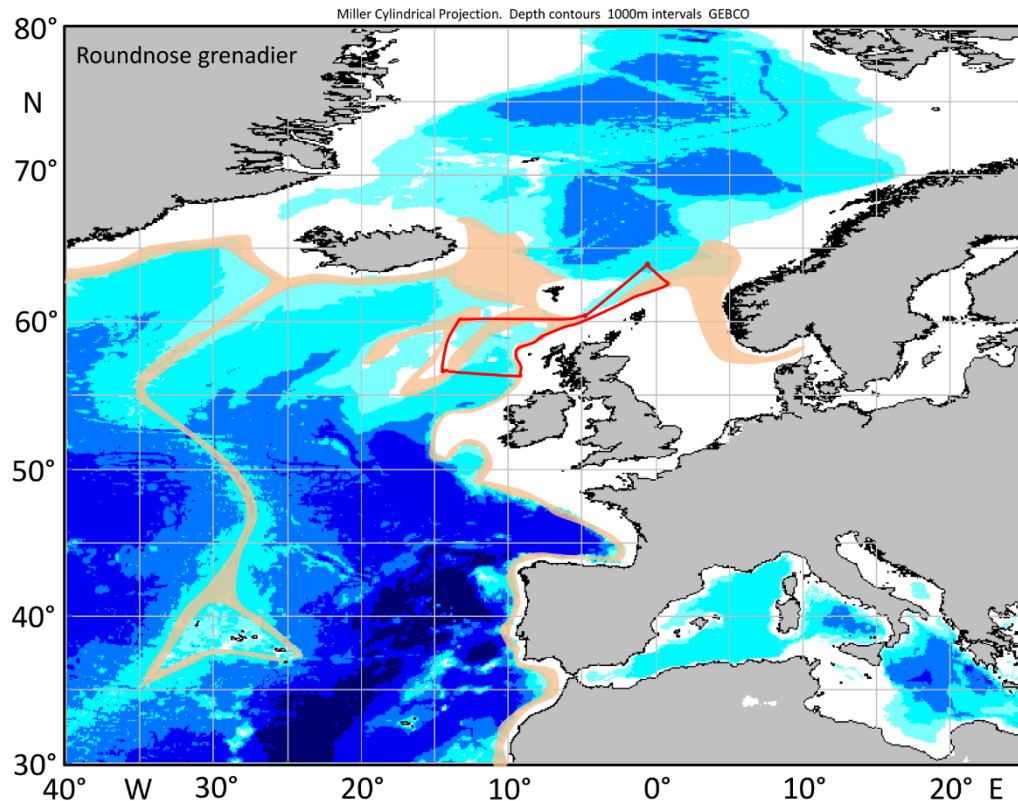 Miller Cylindrical Projection. Depth contours 1000m intervals GEBCO
80°
Roundnose grenadier
N
70°
60°
50°
40°
30°
40° W 30° 20° 10° 0° 10° 20° E